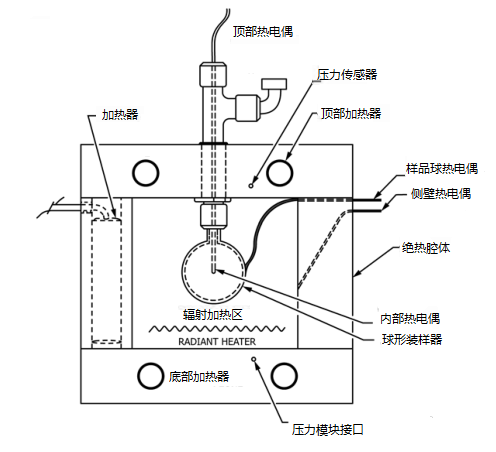 顶部热电偶
压力传感器
加热器
顶部加热器
样品球热电偶
侧壁热电偶
绝热腔体
内部热电偶
辐射加热区
球形装样器
RADIANT HEATER
底部加热器
压力模块接口